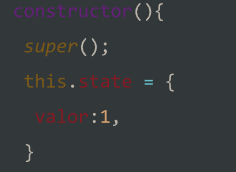 constructor(){
super();
this.state = {
valor:1,
}